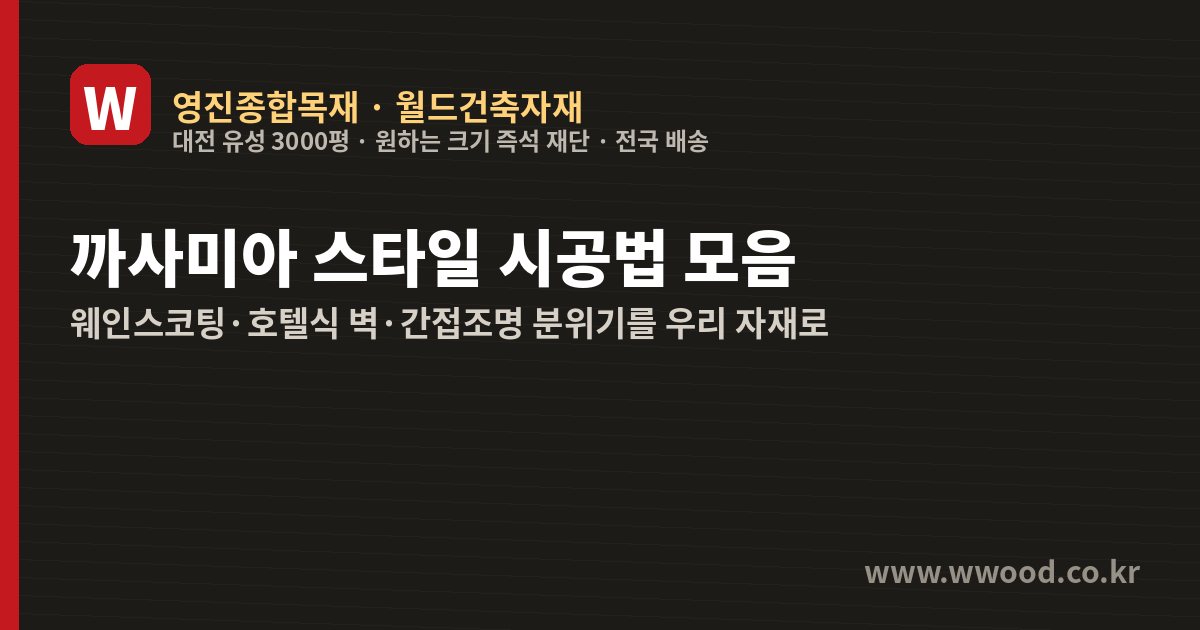 W
영진종합목재 · 월드건축자재
대전 유성 3000평 · 원하는 크기 즉석 재단 · 전국 배송
까사미아 스타일 시공법 모음
웨인스코팅·호텔식 벽·간접조명 분위기를 우리 자재로
www.wwood.co.kr